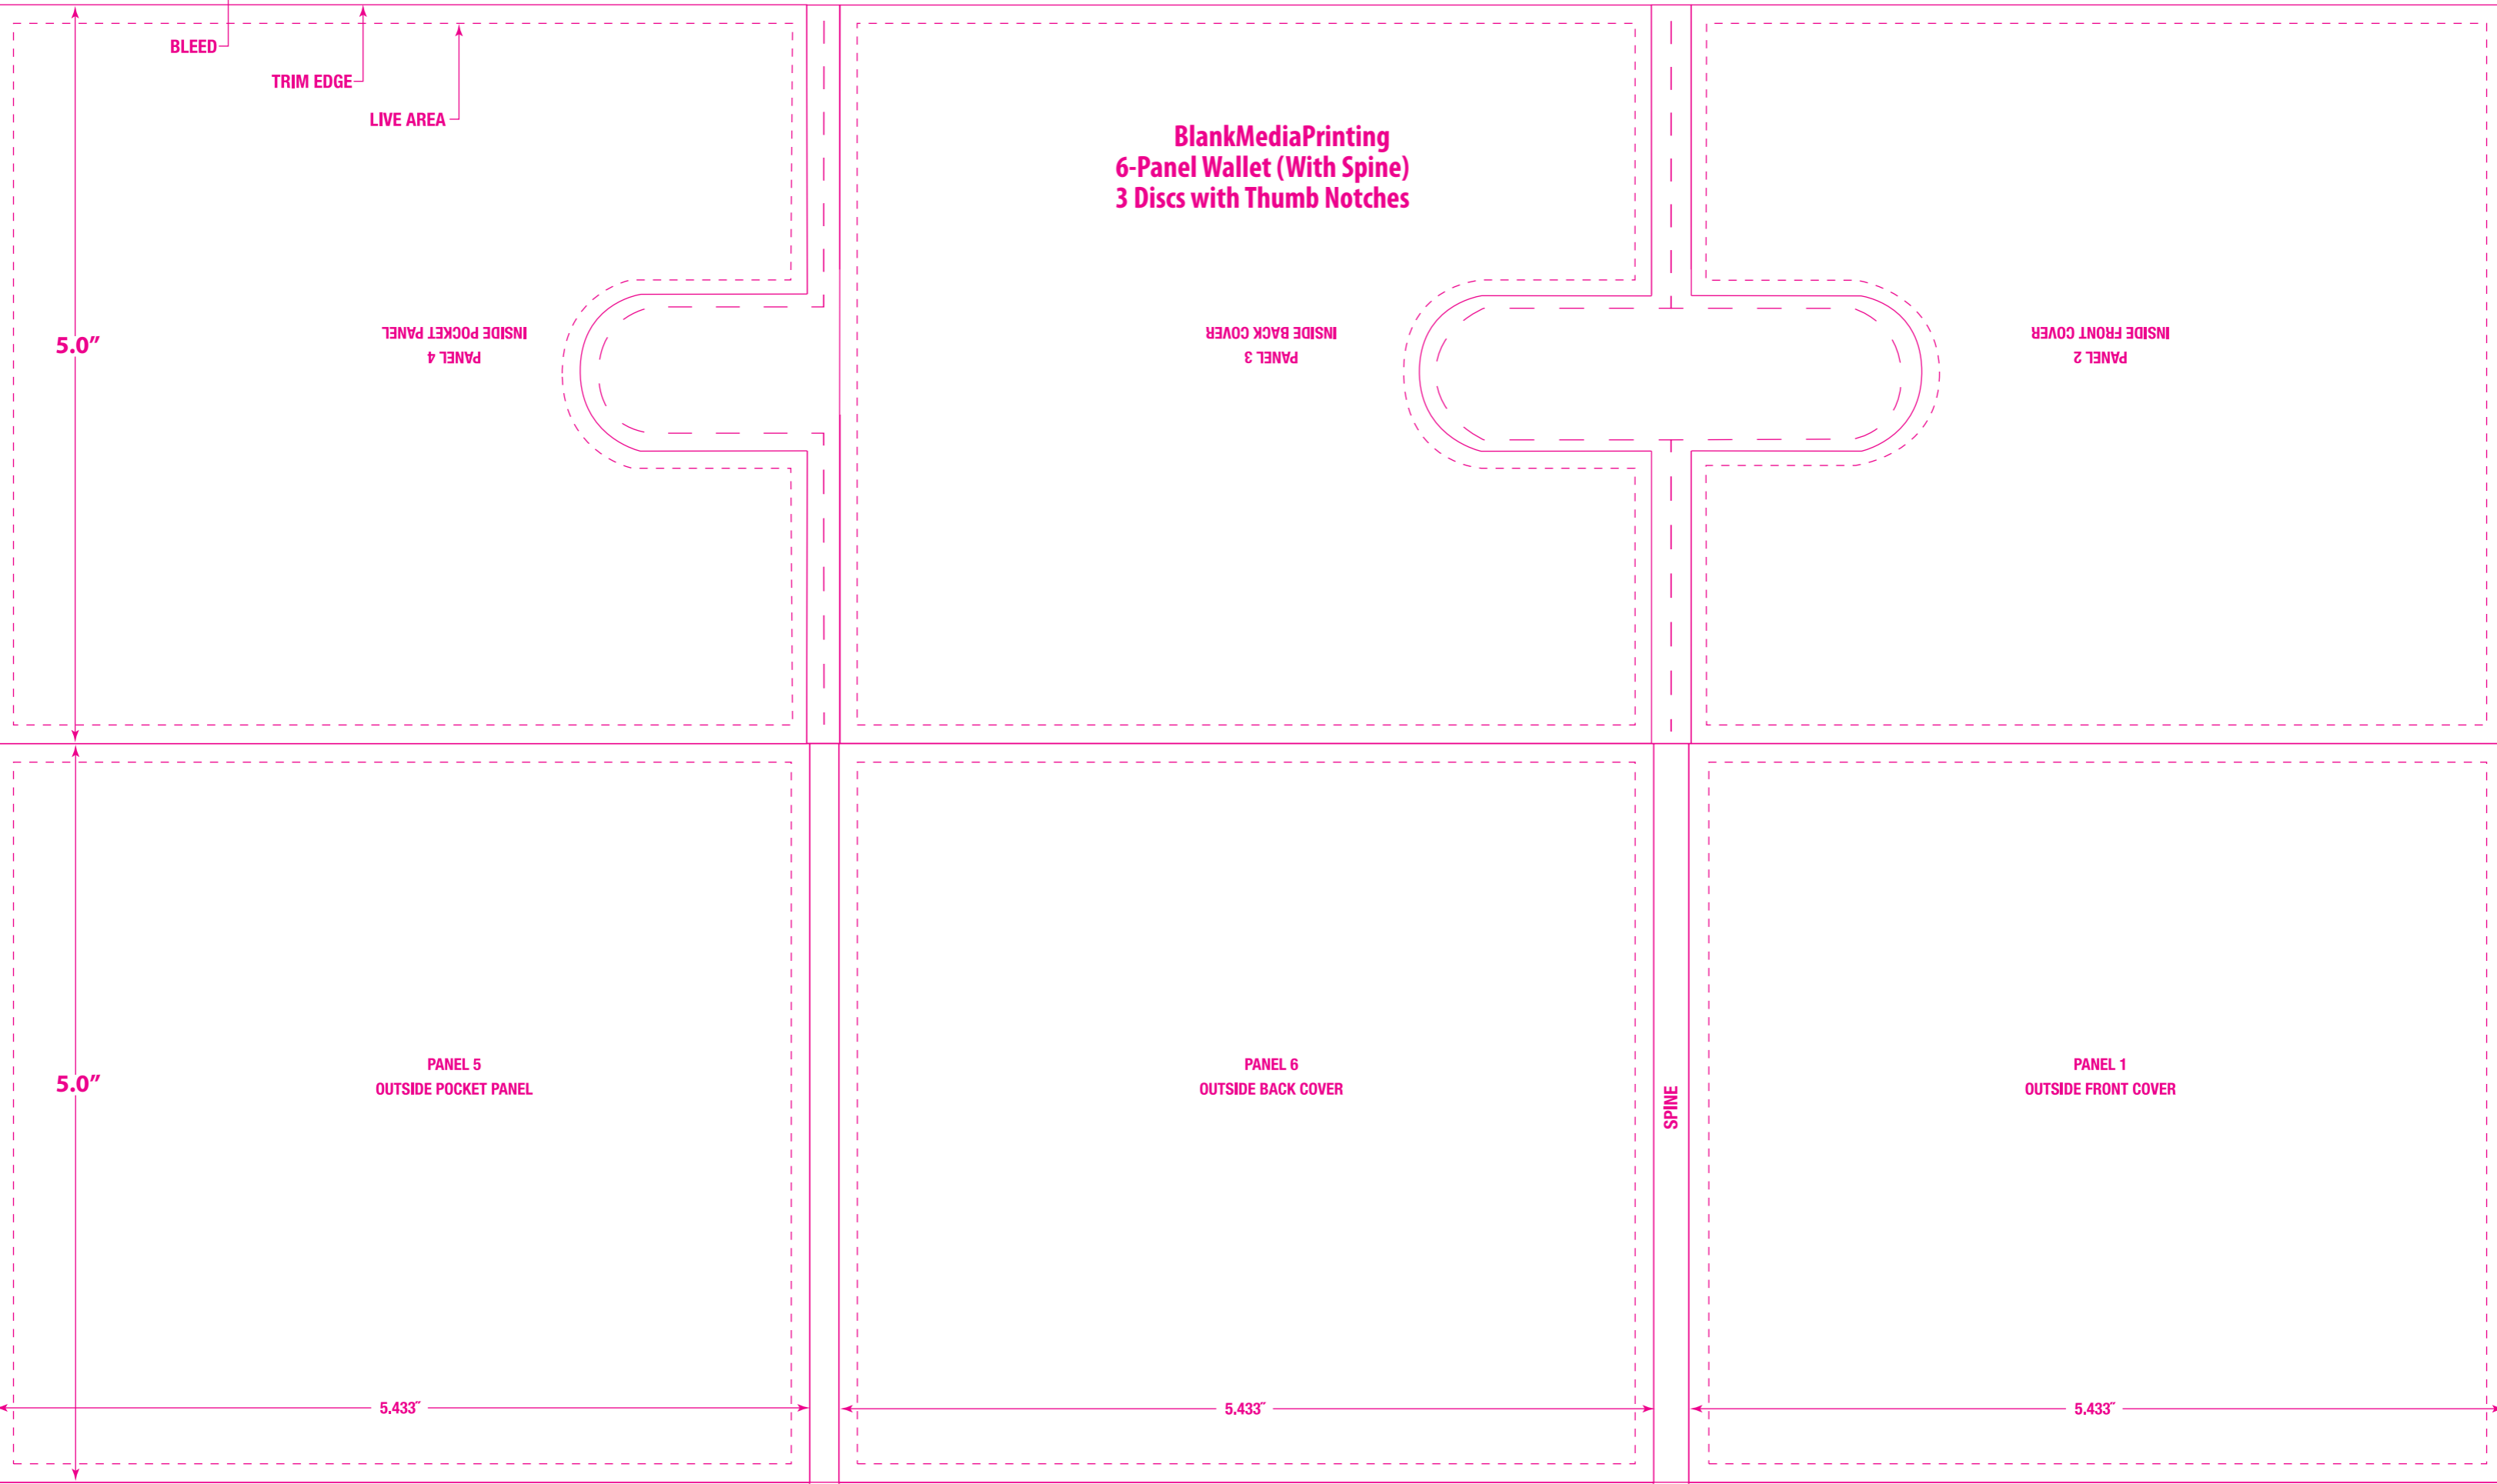 BLEED
TRIM EDGE
LIVE AREA
BlankMediaPrinting
6-Panel Wallet (With Spine)
3 Discs with Thumb Notches
5.0″
PANEL 4
INSIDE POCKET PANEL
PANEL 3
INSIDE BACK COVER
PANEL 2
INSIDE FRONT COVER
5.0″
PANEL 5
OUTSIDE POCKET PANEL
PANEL 6
OUTSIDE BACK COVER
SPINE
PANEL 1
OUTSIDE FRONT COVER
5.433″
5.433″
5.433″